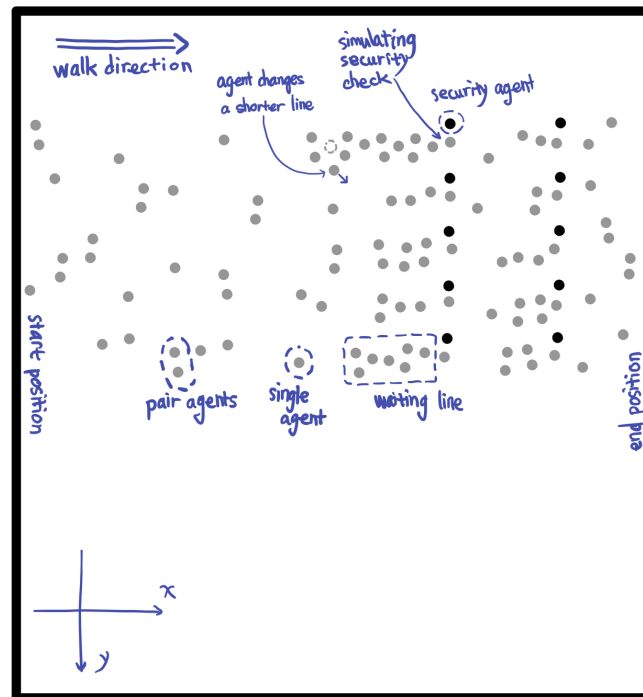 walk direction
agent changes
a shorter line
simulating
security
check
security agent
start position
end position
pair agents
single
agent
waiting line
x
y